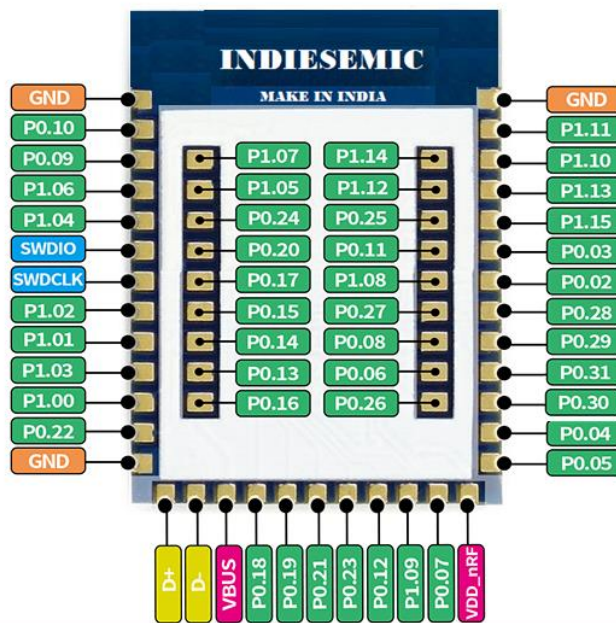 INDIESEMIC
MAKE IN INDIA
GND
P0.10
P0.09
P1.06
P1.04
SWDIO
SWDCLK
P1.02
P1.01
P1.03
P1.00
P0.22
GND
P1.07
P1.05
P0.24
P0.20
P0.17
P0.15
P0.14
P0.13
P0.16
P1.14
P1.12
P0.25
P0.11
P1.08
P0.27
P0.08
P0.06
P0.26
GND
P1.11
P1.10
P1.13
P1.15
P0.03
P0.02
P0.28
P0.29
P0.31
P0.30
P0.04
P0.05
D+
D-
VBUS
P0.18
P0.19
P0.21
P0.23
P0.12
P1.09
P0.07
VDD_nRF